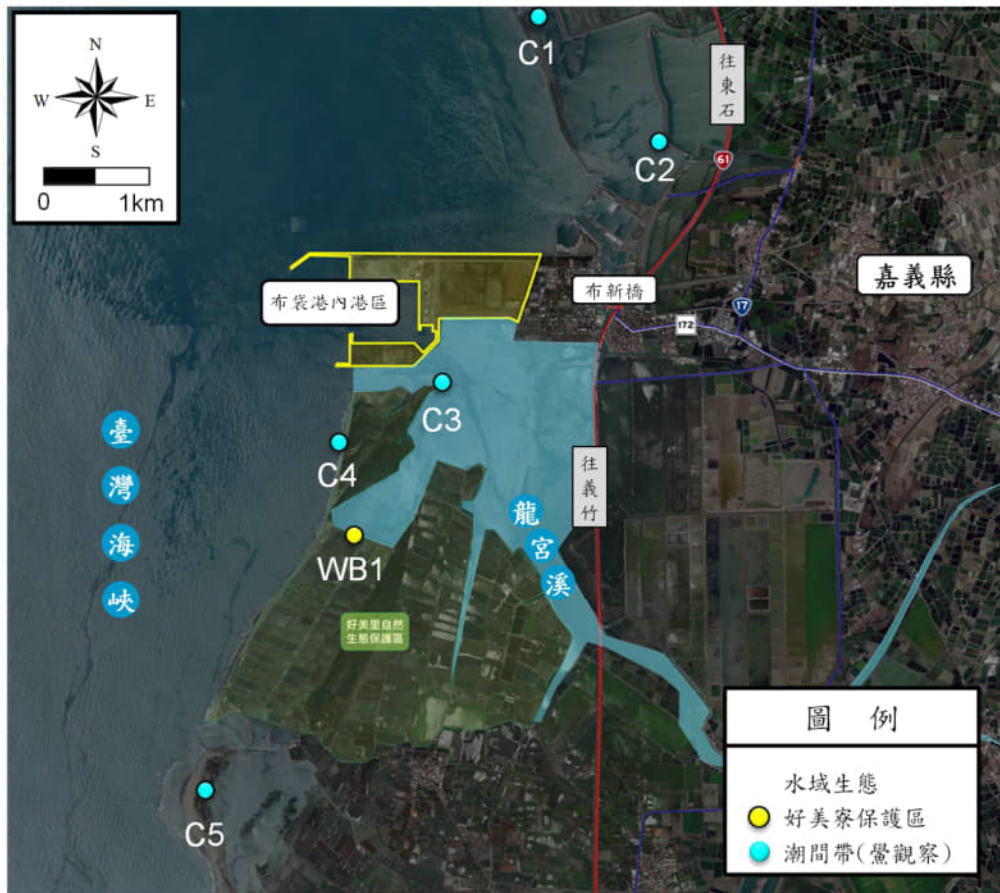 N
W
E
S
0
1km
C1
往東石
C2
61
嘉義縣
布袋港內港區
布新橋
17
172
C3
臺灣海峽
C4
往義竹
龍宮溪
WB1
好美里自然
生態保護區
C5
圖 例
水域生態
好美寮保護區
潮間帶(鱟觀察)